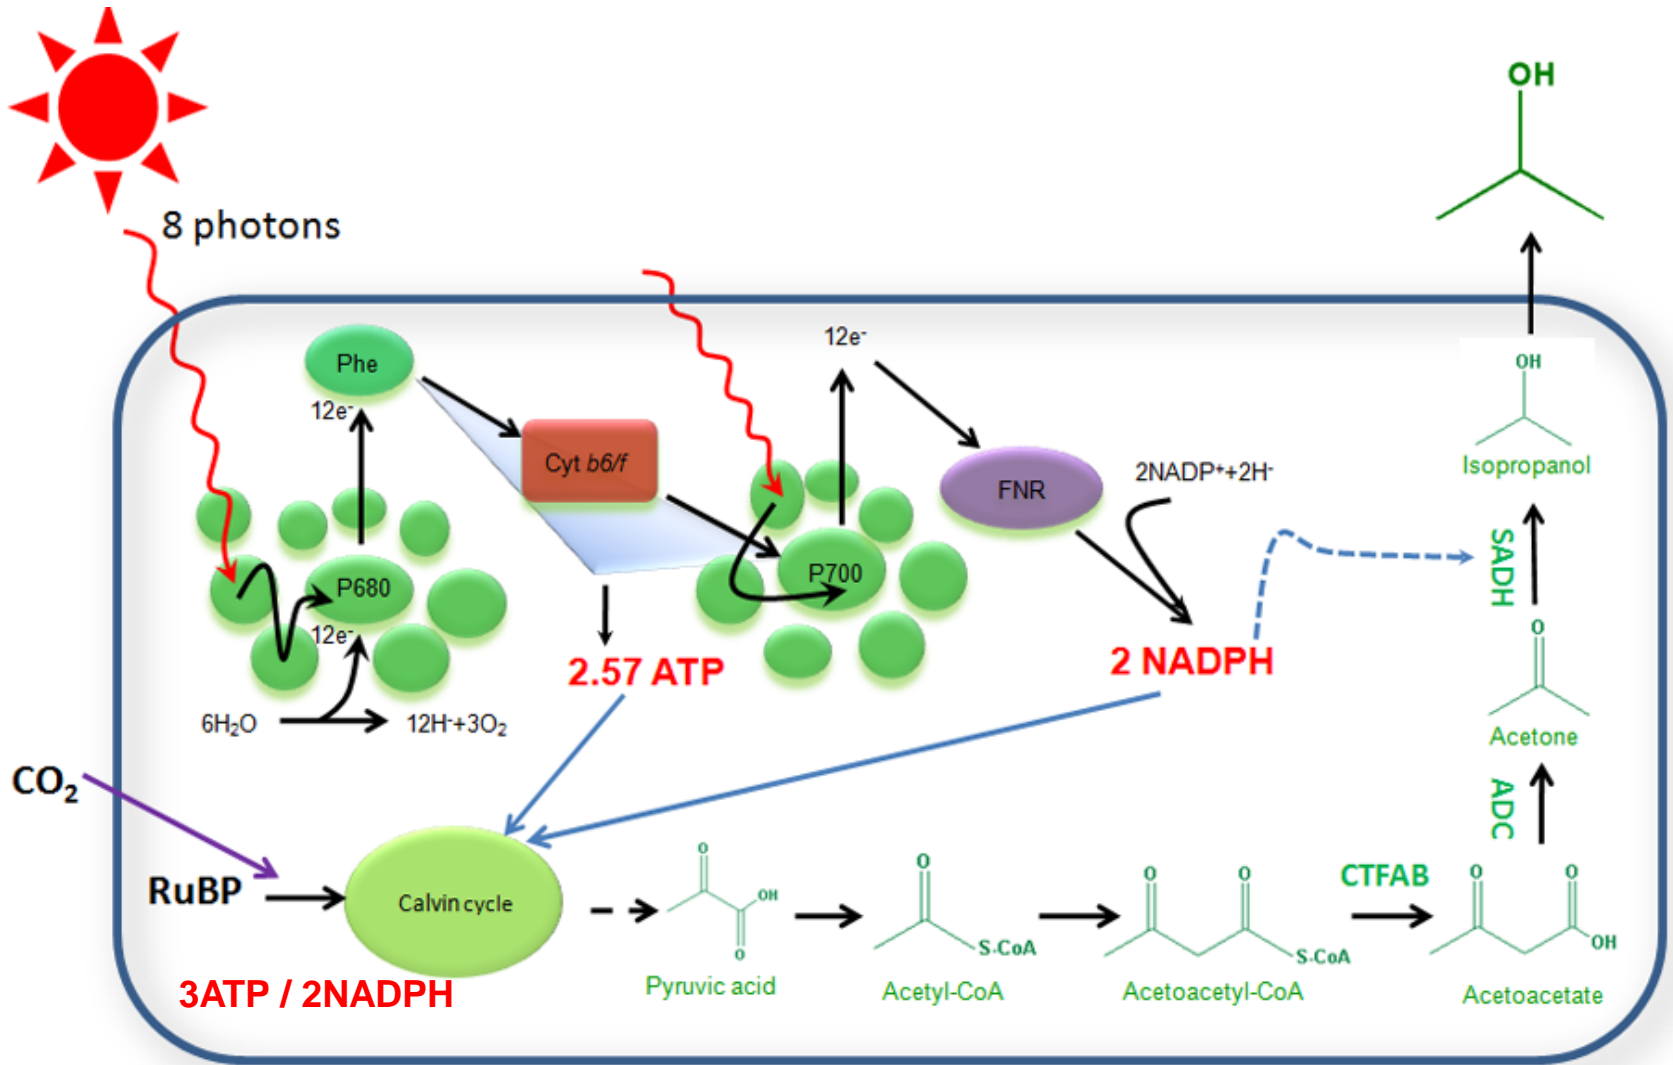 OH
8 photons
12e-
Phe
OH
12e-
Cyt b6/f
Isopropanol
FNR
2NADP++2H-
SADH
P680
P700
12e-
O
2.57 ATP
2 NADPH
6H2O
12H-+3O2
Acetone
CO2
ADC
RuBP
Calvin cycle
O
OH
O
O
S-CoA
O
O
S-CoA
CTFAB
O
O
OH
3ATP / 2NADPH
Pyruvic acid
Acetyl-CoA
Acetoacetyl-CoA
Acetoacetate